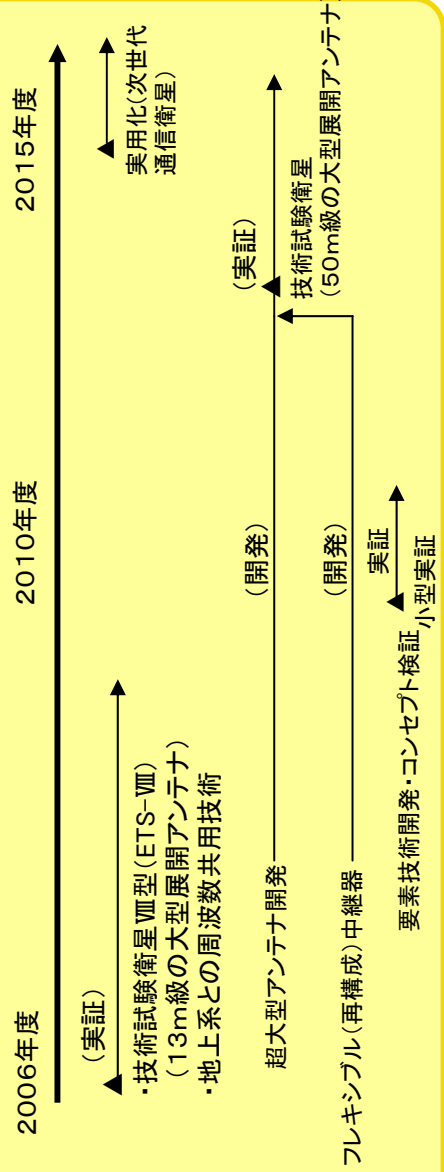 2006年度
2010年度
2015年度
(実証)
・技術試験衛星Ⅷ型(ETS-Ⅷ)
(13m級の大型展開アンテナ)
・地上系との周波数共用技術
実用化(次世代
通信衛星)
超大型アンテナ開発
(開発)
(実証)
技術試験衛星
(50m級の大型展開アンテナ)
フレキシブル(再構成)中継器
(開発)
実証
要素技術開発・コンセプト検証
小型実証